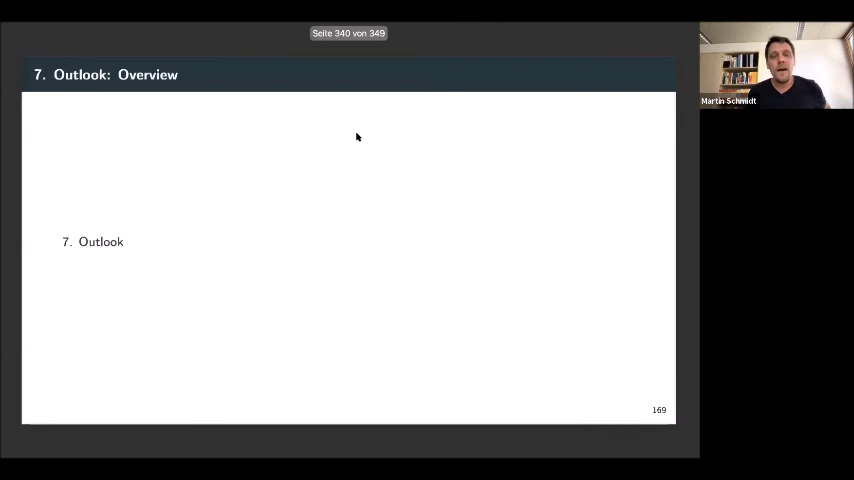 Seite 340 von 349
7. Outlook: Overview
Martin Schmidt
7. Outlook
169